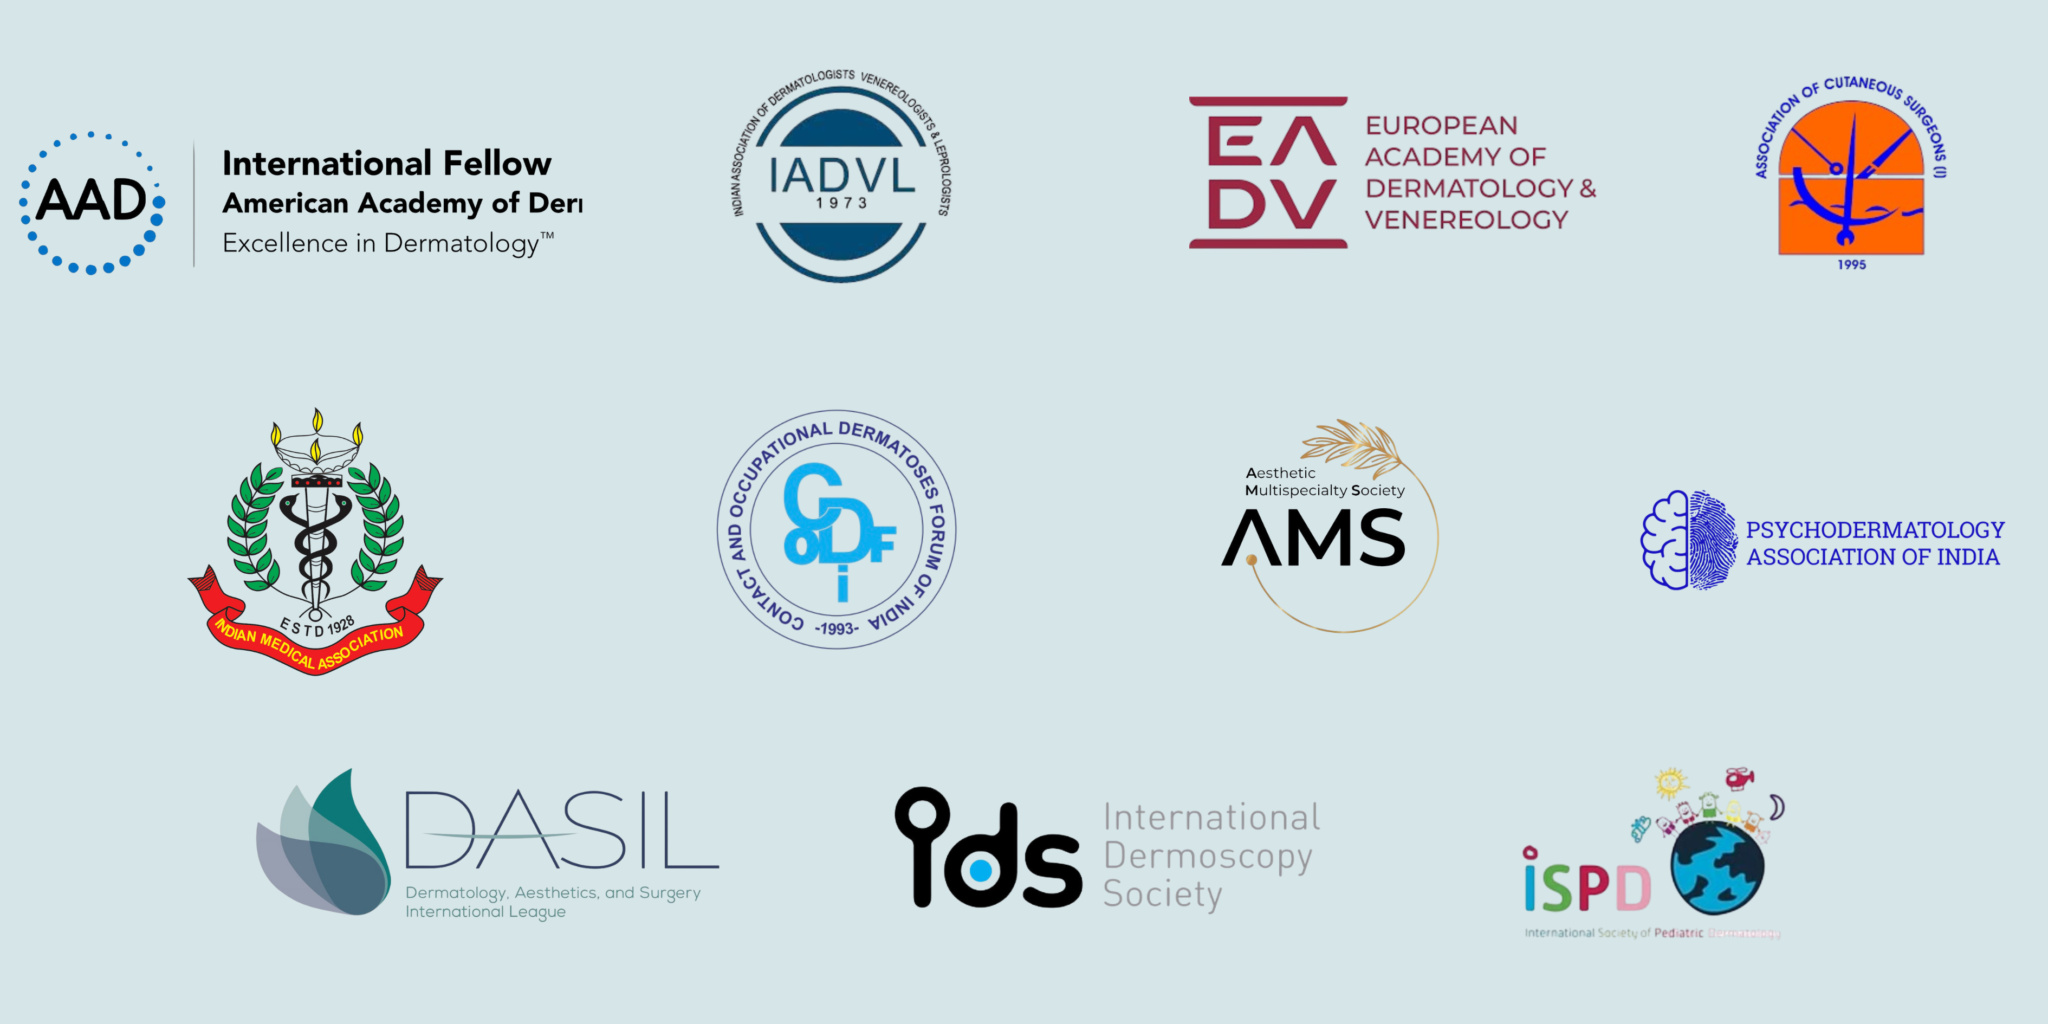 AAD
International Fellow
American Academy of Der
Excellence in Dermatology™
INDIAN ASSOCIATION OF DERMATOLOGISTS VENEREOLOGISTS & LEPROLOGISTS
IADVL
1973
EADV
EUROPEAN
ACADEMY OF
DERMATOLOGY &
VENEREOLOGY
ASSOCIATION OF CUTANEOUS SURGEONS (I)
1995
ESTD 1928
INDIAN MEDICAL ASSOCIATION
CONTACT AND OCCUPATIONAL DERMATOSES FORUM OF INDIA
CODFI
-1993-
Aesthetic
Multispecialty Society
AMS
PSYCHODERMATOLOGY
ASSOCIATION OF INDIA
DASIL
Dermatology, Aesthetics, and Surgery
International League
ids
International
Dermoscopy
Society
iSPD
International Society of Pediatric Dermatology